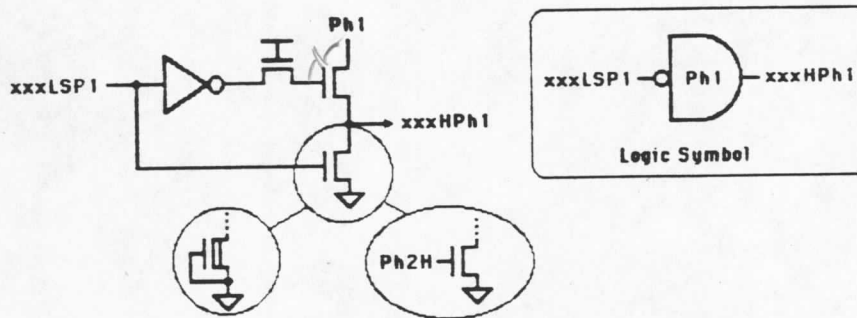 Ph1
xxxLSP1
xxxHPh1
Ph2H
xxxLSP1
Ph1
xxxHPh1
Logic Symbol